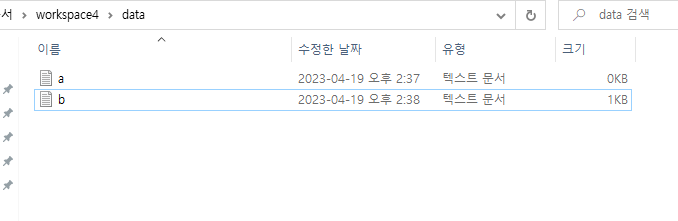 서 > workspace4 > data
data 검색
이름 수정한 날짜 유형 크기
a 2023-04-19 오후 2:37 텍스트 문서 0KB
b 2023-04-19 오후 2:38 텍스트 문서 1KB